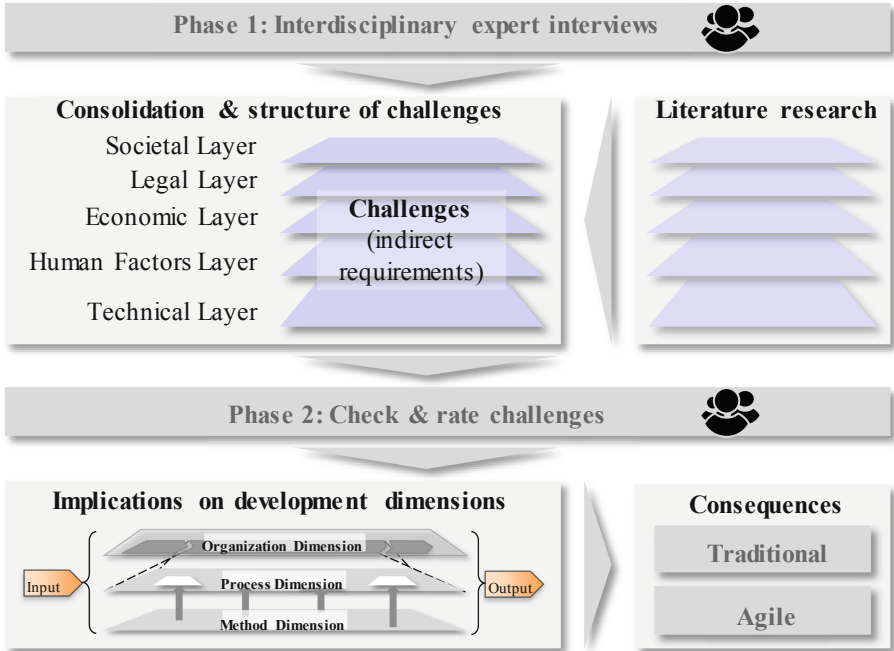 Phase 1: Interdisciplinary expert interviews
Consolidation & structure of challenges
Societal Layer
Legal Layer
Economic Layer
Human Factors Layer
Technical Layer
Challenges
(indirect
requirements)
Literature research
Phase 2: Check & rate challenges
Implications on development dimensions
Input
Organization Dimension
Process Dimension
Method Dimension
Output
Consequences
Traditional
Agile